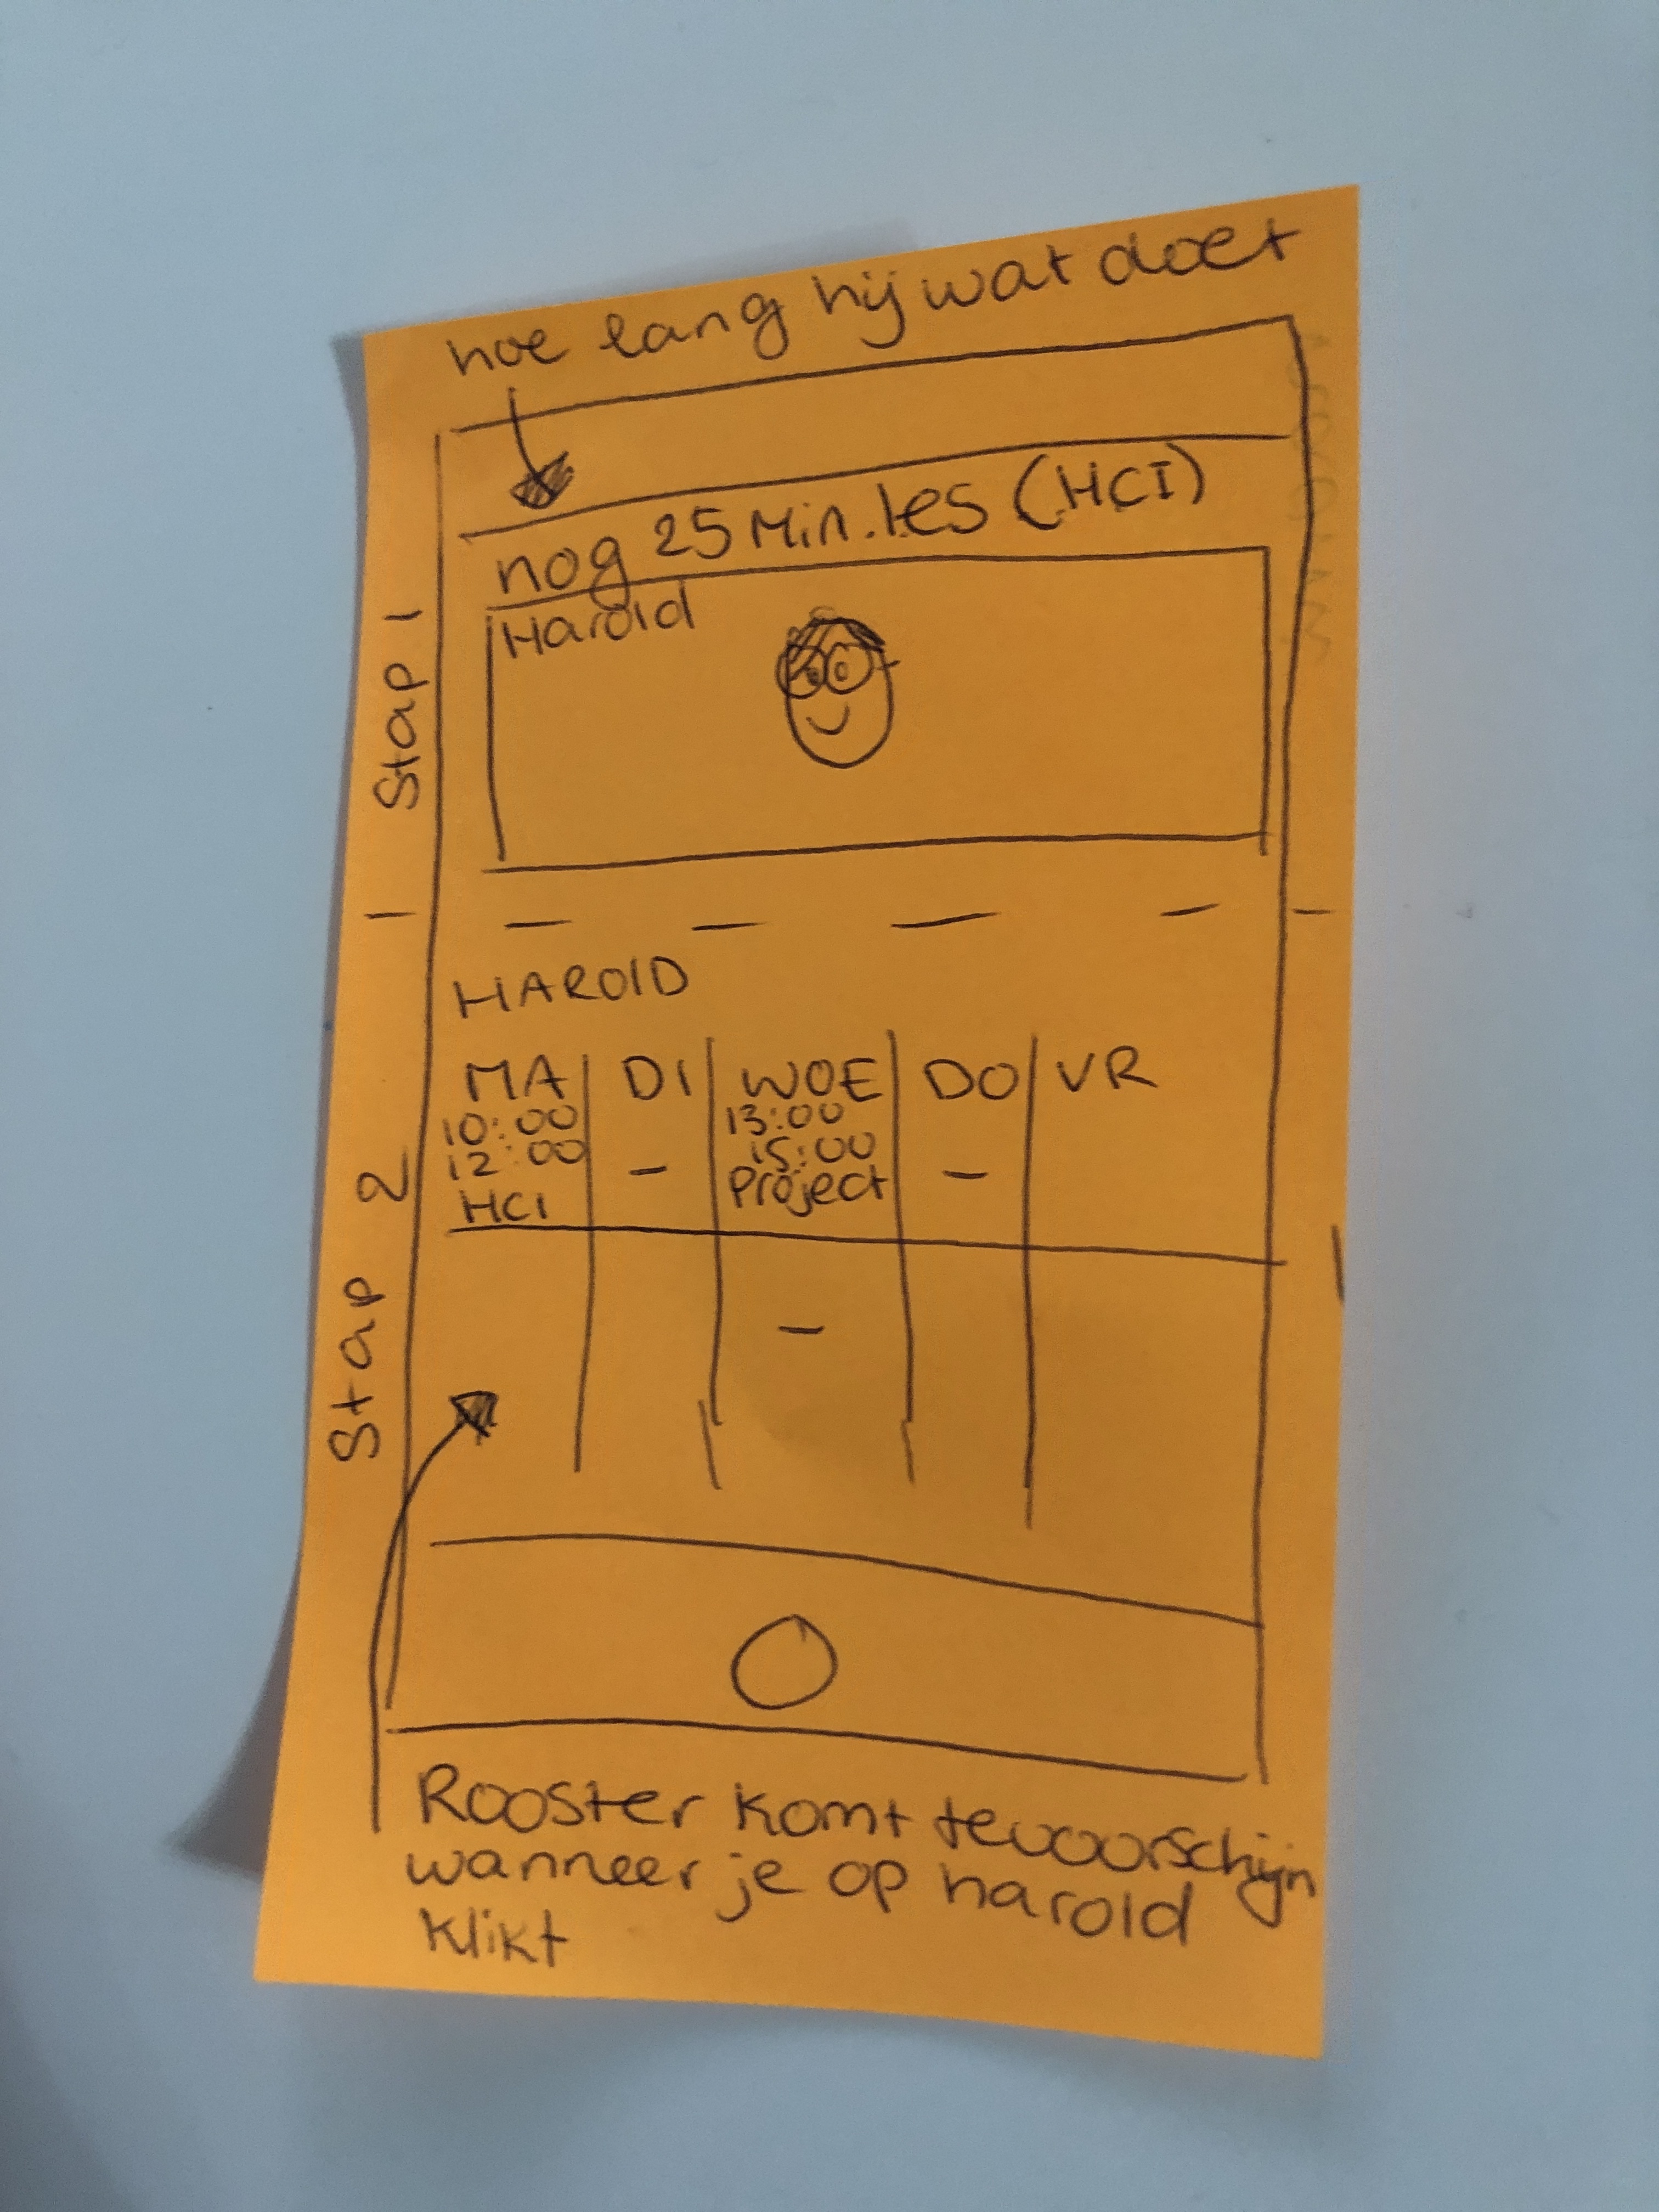 hoe lang hij wat doet
nog 25 Min. les (HCI)
Harold
Stap 1
HAROlD
MA DI WOE DO VR
10:00 13:00
12:00 - 15:00 -
HCI Project
-
Stap 2
Rooster komt tevoorschijn
wanneer je op harold
klikt